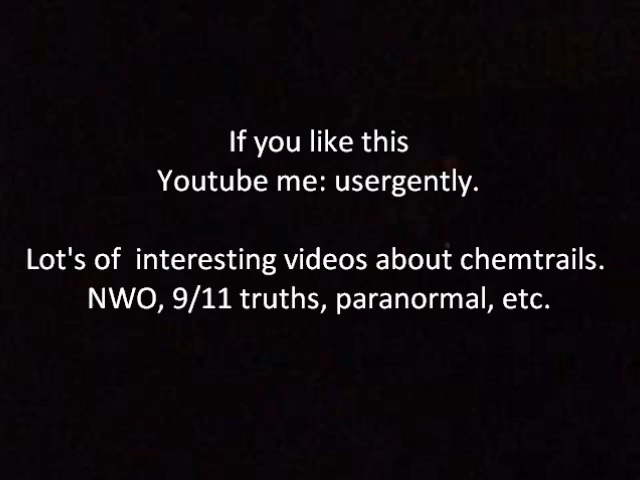 If you like this
Youtube me: usergently.
Lot's of  interesting videos about chemtrails.
NWO, 9/11 truths, paranormal, etc.